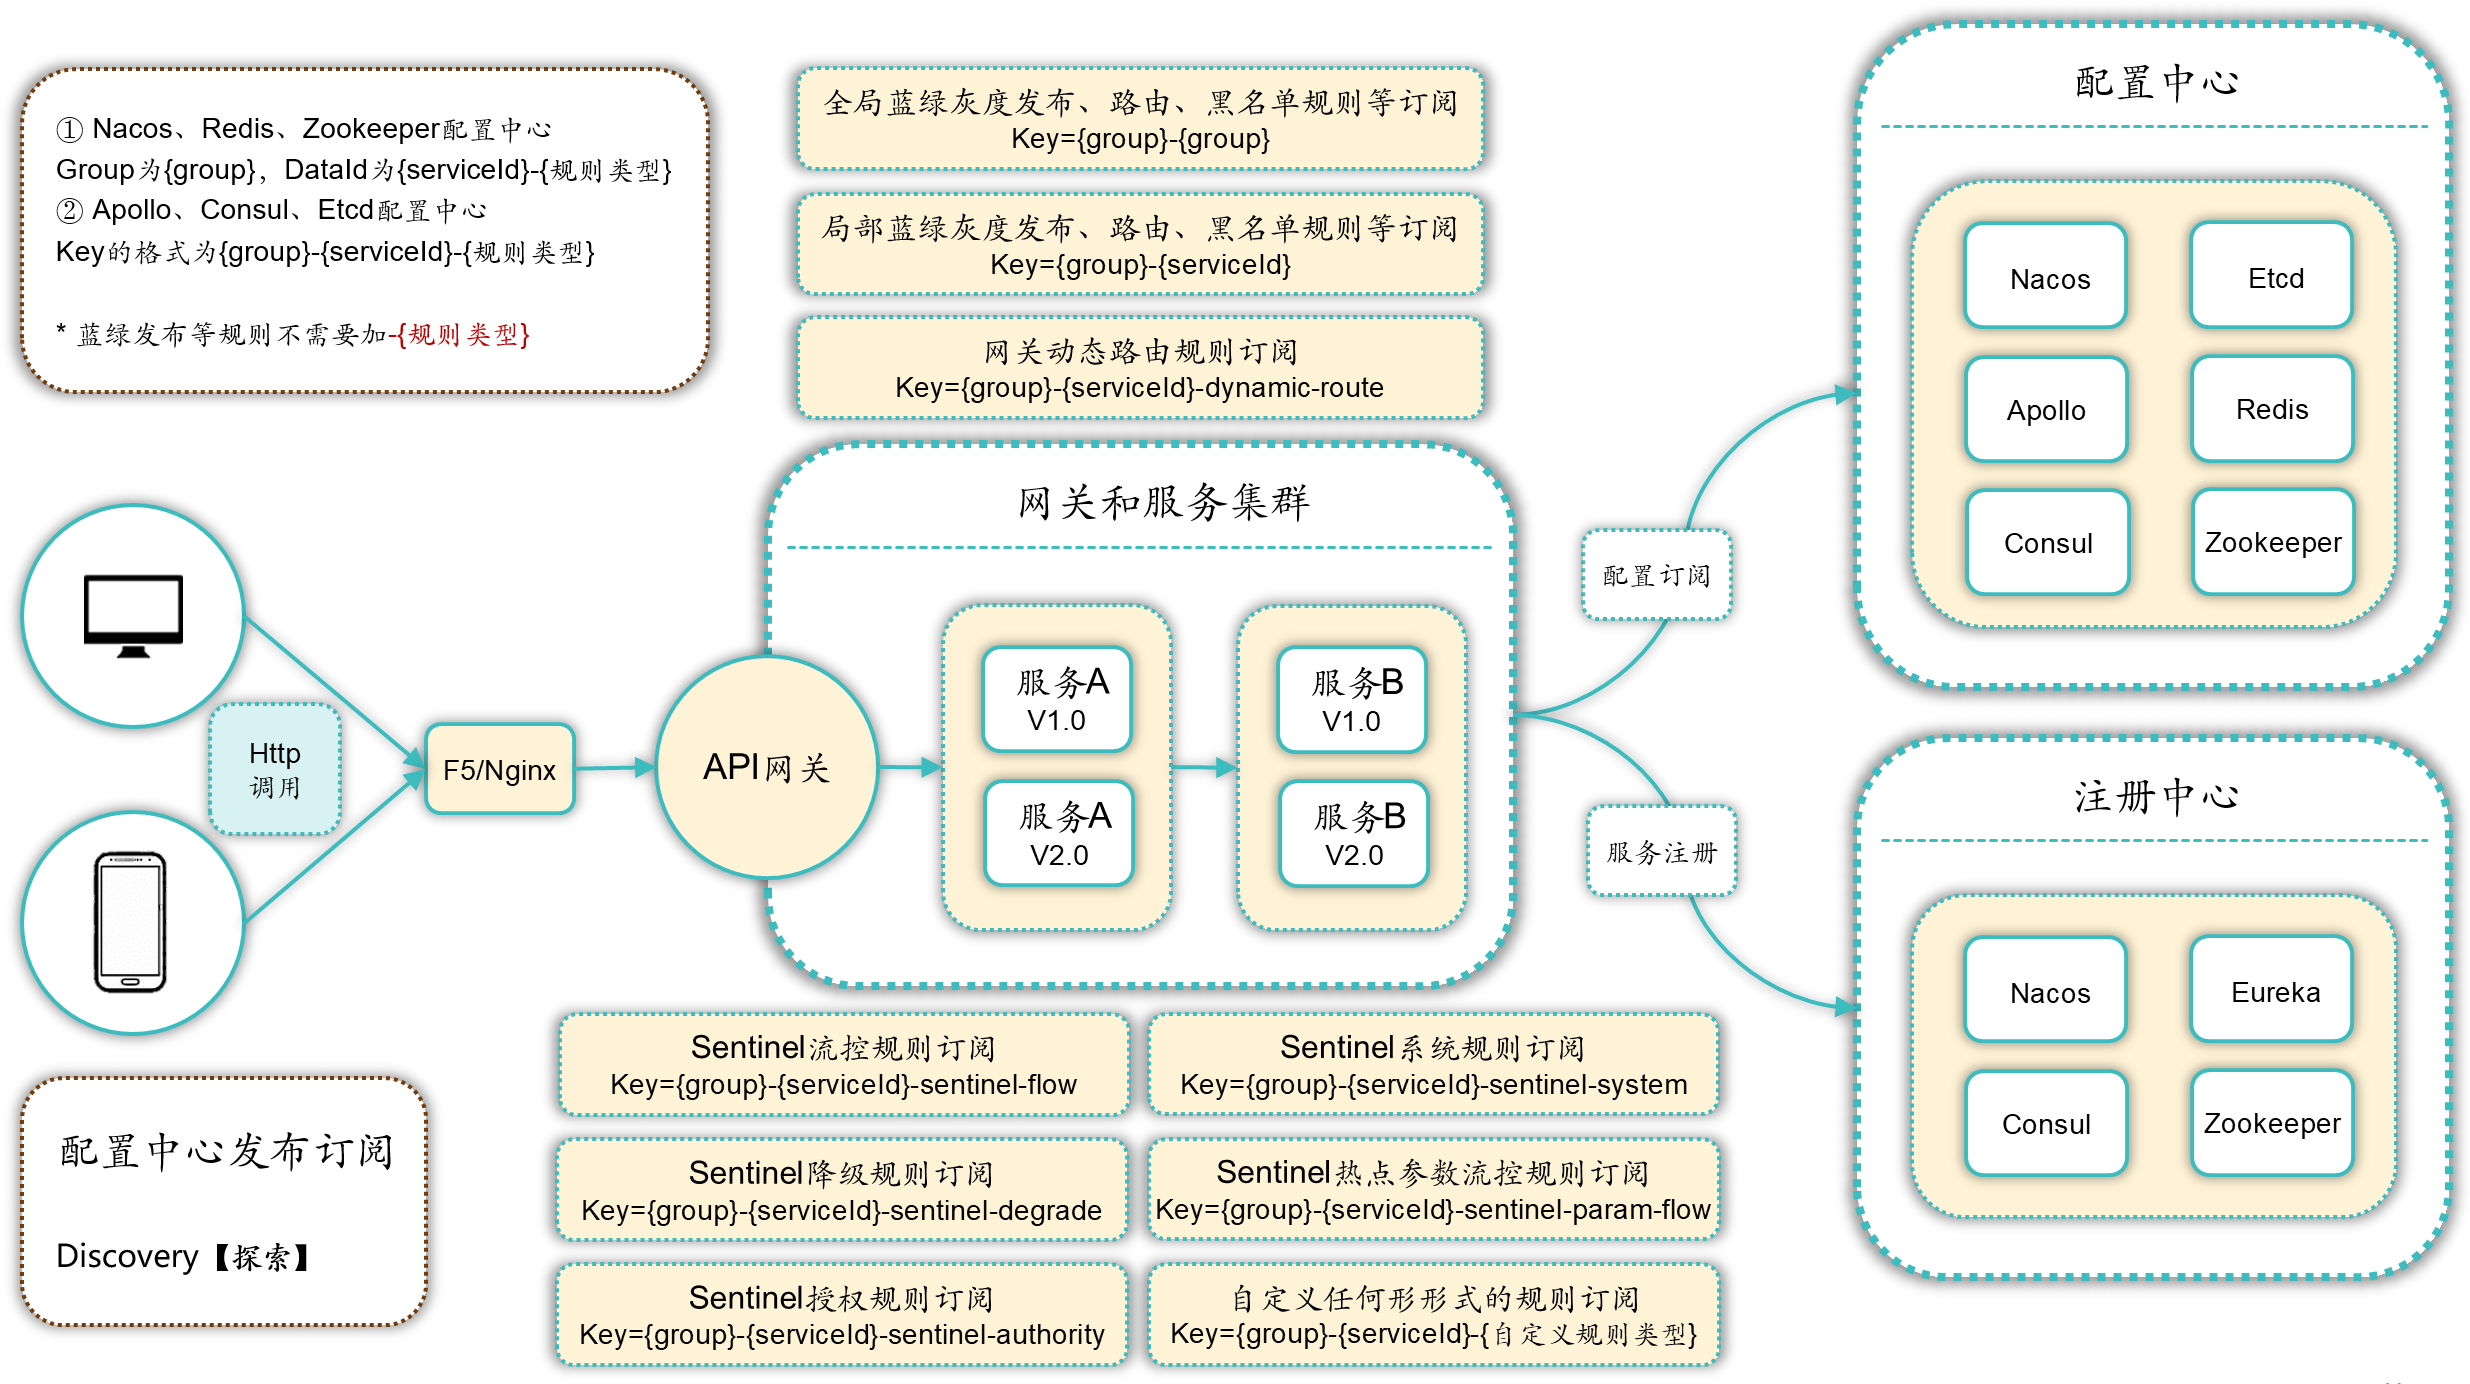 ① Nacos、Redis、Zookeeper配置中心
Group为{group}，DataId为{serviceId}-{规则类型}
② Apollo、Consul、Etcd配置中心
Key的格式为{group}-{serviceId}-{规则类型}
* 蓝绿发布等规则不需要加-{规则类型}
全局蓝绿灰度发布、路由、黑名单规则等订阅
Key={group}-{group}
局部蓝绿灰度发布、路由、黑名单规则等订阅
Key={group}-{serviceId}
网关动态路由规则订阅
Key={group}-{serviceId}-dynamic-route
配置中心
Nacos
Etcd
Apollo
Redis
Consul
Zookeeper
Http
调用
F5/Nginx
API网关
网关和服务集群
服务A
V1.0
服务A
V2.0
服务B
V1.0
服务B
V2.0
配置订阅
服务注册
注册中心
Nacos
Eureka
Consul
Zookeeper
配置中心发布订阅
Discovery【探索】
Sentinel流控规则订阅
Key={group}-{serviceId}-sentinel-flow
Sentinel系统规则订阅
Key={group}-{serviceId}-sentinel-system
Sentinel降级规则订阅
Key={group}-{serviceId}-sentinel-degrade
Sentinel热点参数流控规则订阅
Key={group}-{serviceId}-sentinel-param-flow
Sentinel授权规则订阅
Key={group}-{serviceId}-sentinel-authority
自定义任何形形式的规则订阅
Key={group}-{serviceId}-{自定义规则类型}